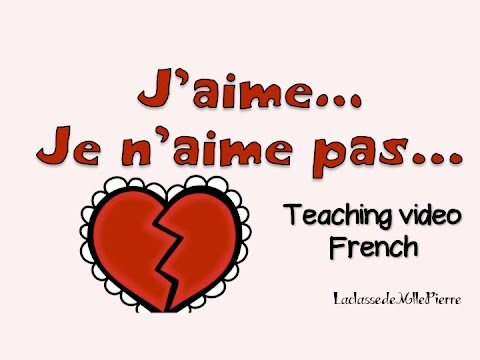 J'aime...
Je n'aime pas...
Teaching video
French
LaclassedeMllePierre